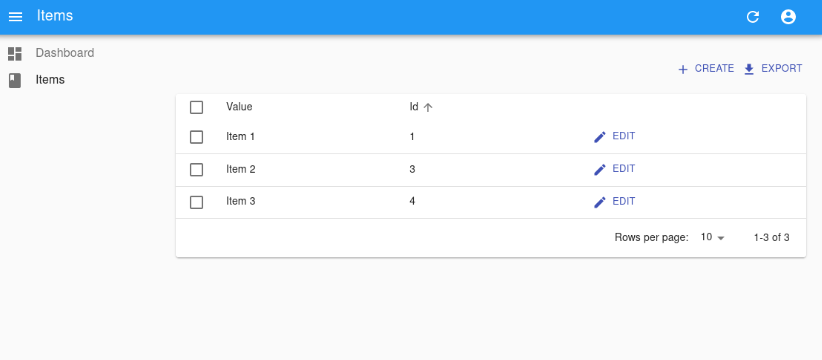 Items
Dashboard
Items
CREATE EXPORT
Value Id
Item 1 1 EDIT
Item 2 3 EDIT
Item 3 4 EDIT
Rows per page: 10 1-3 of 3